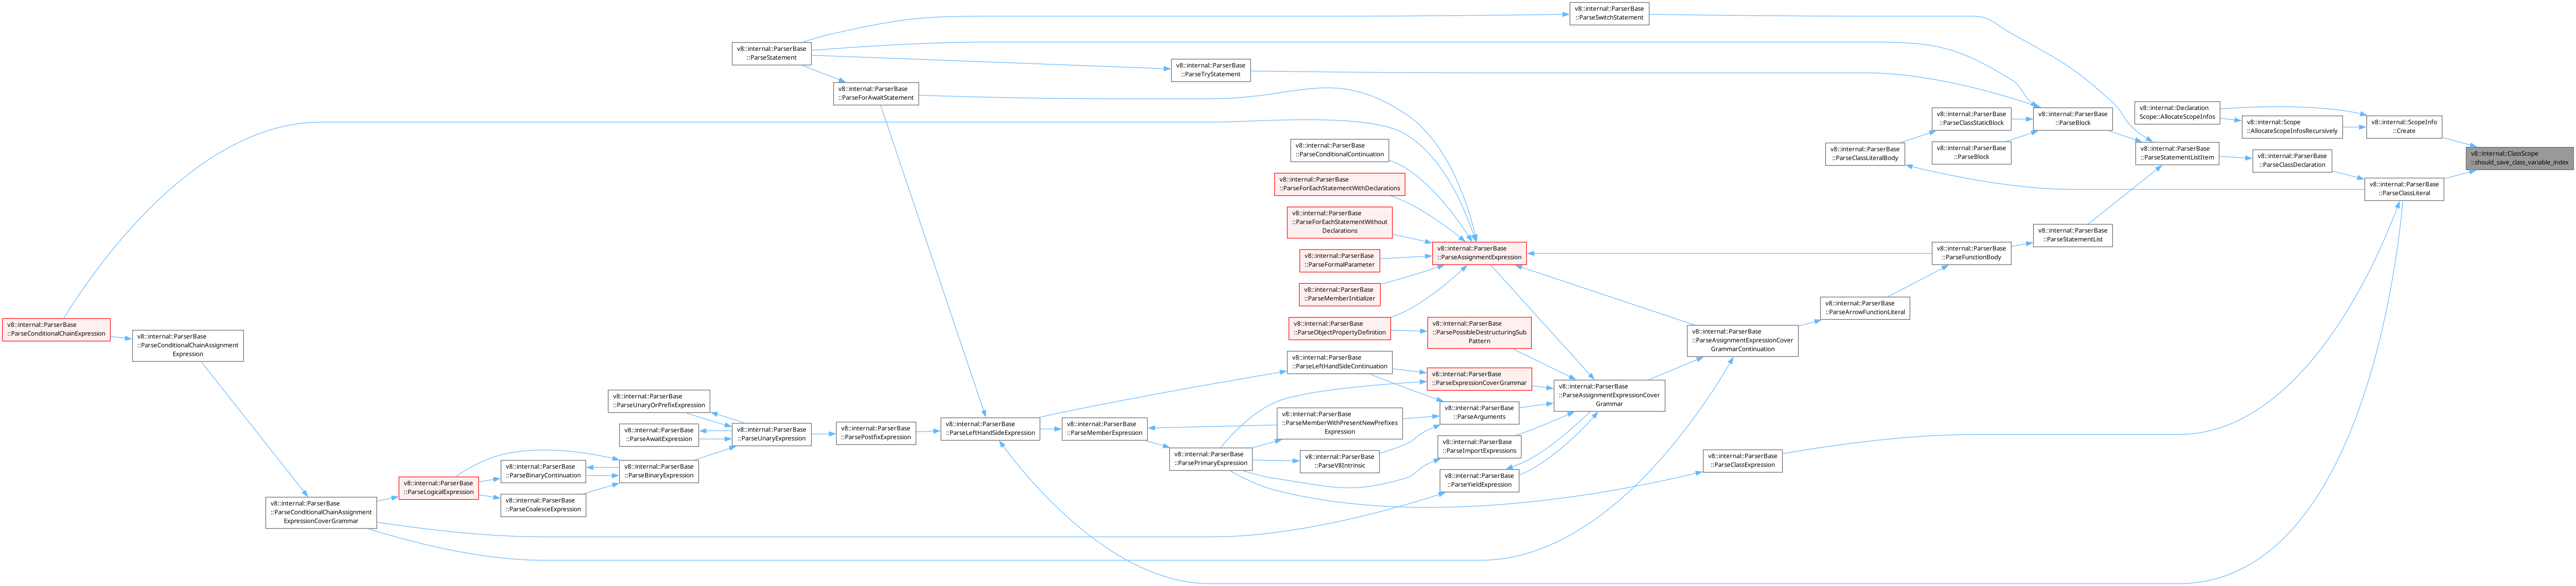 v8::internal::ParserBase
::ParseSwitchStatement
v8::internal::ParserBase
::ParseStatement
v8::internal::ParserBase
::ParseTryStatement
v8::internal::ParserBase
::ParseForAwaitStatement
v8::internal::Declaration
Scope::AllocateScopeInfos
v8::internal::ParserBase
::ParseClassStaticBlock
v8::internal::ParserBase
::ParseBlock
v8::internal::Scope
::AllocateScopeInfosRecursively
v8::internal::ScopeInfo
::Create
v8::internal::ParserBase
::ParseConditionalContinuation
v8::internal::ParserBase
::ParseClassLiteralBody
v8::internal::ParserBase
::ParseBlock
v8::internal::ParserBase
::ParseStatementListItem
v8::internal::ParserBase
::ParseClassDeclaration
v8::internal::ClassScope
::should_save_class_variable_index
v8::internal::ParserBase
::ParseForEachStatementWithDeclarations
v8::internal::ParserBase
::ParseClassLiteral
v8::internal::ParserBase
::ParseForEachStatementWithout
Declarations
v8::internal::ParserBase
::ParseStatementList
v8::internal::ParserBase
::ParseAssignmentExpression
v8::internal::ParserBase
::ParseFunctionBody
v8::internal::ParserBase
::ParseFormalParameter
v8::internal::ParserBase
::ParseMemberInitializer
v8::internal::ParserBase
::ParseArrowFunctionLiteral
v8::internal::ParserBase
::ParseConditionalChainExpression
v8::internal::ParserBase
::ParseConditionalChainAssignment
Expression
v8::internal::ParserBase
::ParseObjectPropertyDefinition
v8::internal::ParserBase
::ParsePossibleDestructuringSub
Pattern
v8::internal::ParserBase
::ParseAssignmentExpressionCover
GrammarContinuation
v8::internal::ParserBase
::ParseLeftHandSideContinuation
v8::internal::ParserBase
::ParseExpressionCoverGrammar
v8::internal::ParserBase
::ParseAssignmentExpressionCover
Grammar
v8::internal::ParserBase
::ParseUnaryOrPrefixExpression
v8::internal::ParserBase
::ParseAwaitExpression
v8::internal::ParserBase
::ParseUnaryExpression
v8::internal::ParserBase
::ParsePostfixExpression
v8::internal::ParserBase
::ParseLeftHandSideExpression
v8::internal::ParserBase
::ParseMemberExpression
v8::internal::ParserBase
::ParseMemberWithPresentNewPrefixes
Expression
v8::internal::ParserBase
::ParseArguments
v8::internal::ParserBase
::ParseImportExpressions
v8::internal::ParserBase
::ParsePrimaryExpression
v8::internal::ParserBase
::ParseV8Intrinsic
v8::internal::ParserBase
::ParseClassExpression
v8::internal::ParserBase
::ParseYieldExpression
v8::internal::ParserBase
::ParseBinaryContinuation
v8::internal::ParserBase
::ParseBinaryExpression
v8::internal::ParserBase
::ParseLogicalExpression
v8::internal::ParserBase
::ParseCoalesceExpression
v8::internal::ParserBase
::ParseConditionalChainAssignment
ExpressionCoverGrammar